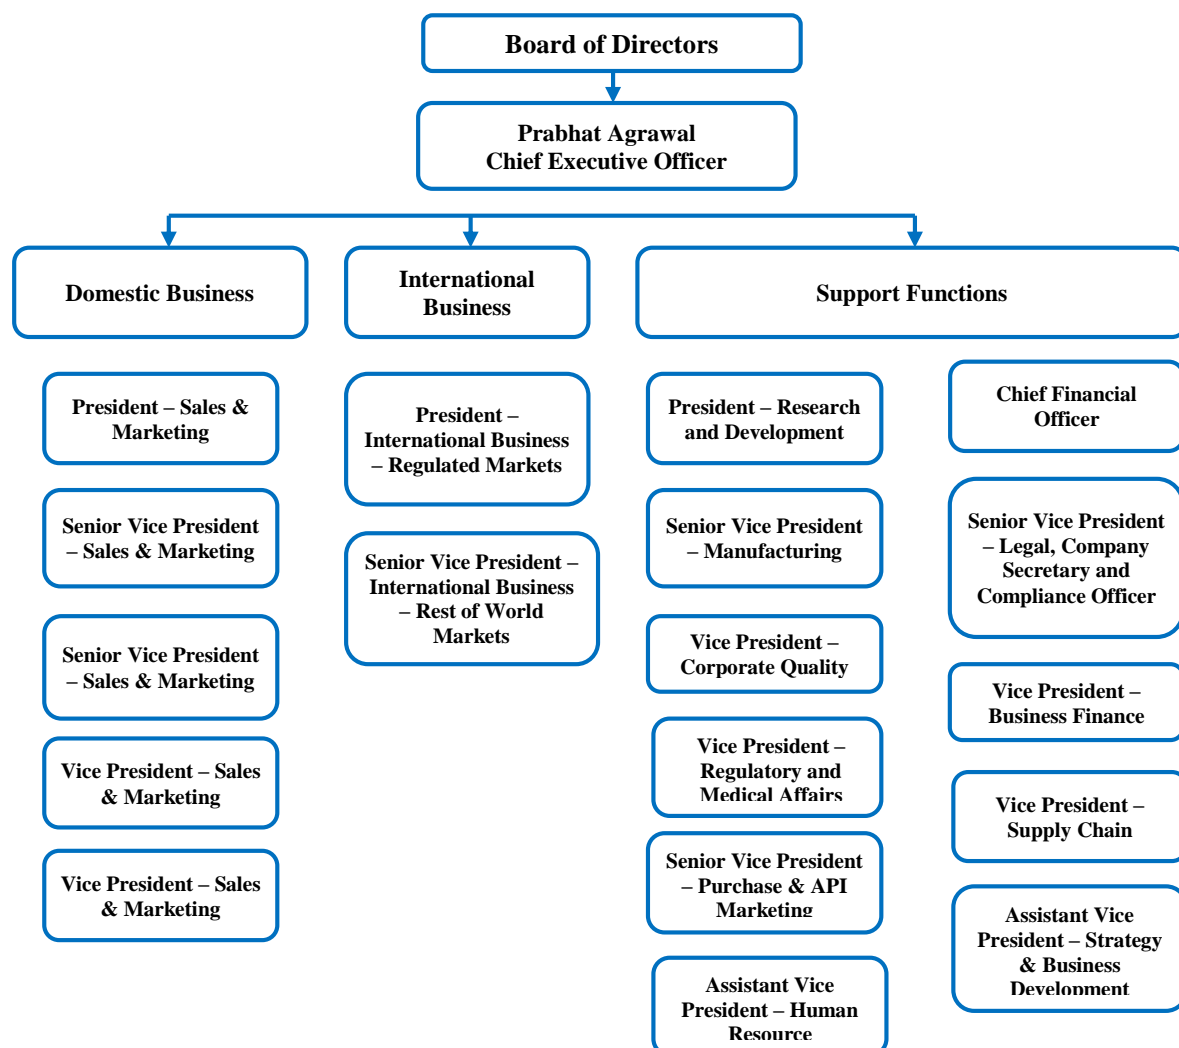 Board of Directors
Prabhat Agrawal
Chief Executive Officer
Domestic Business
International
Business
Support Functions
President – Sales &
Marketing
Senior Vice President
– Sales & Marketing
Senior Vice President
– Sales & Marketing
Vice President – Sales
& Marketing
Vice President – Sales
& Marketing
President –
International Business
– Regulated Markets
Senior Vice President –
International Business
– Rest of World
Markets
President – Research
and Development
Senior Vice President
– Manufacturing
Vice President –
Corporate Quality
Vice President –
Regulatory and
Medical Affairs
Senior Vice President
– Purchase & API
Marketing
Assistant Vice
President – Human
Resource
Chief Financial
Officer
Senior Vice President
– Legal, Company
Secretary and
Compliance Officer
Vice President –
Business Finance
Vice President –
Supply Chain
Assistant Vice
President – Strategy
& Business
Development